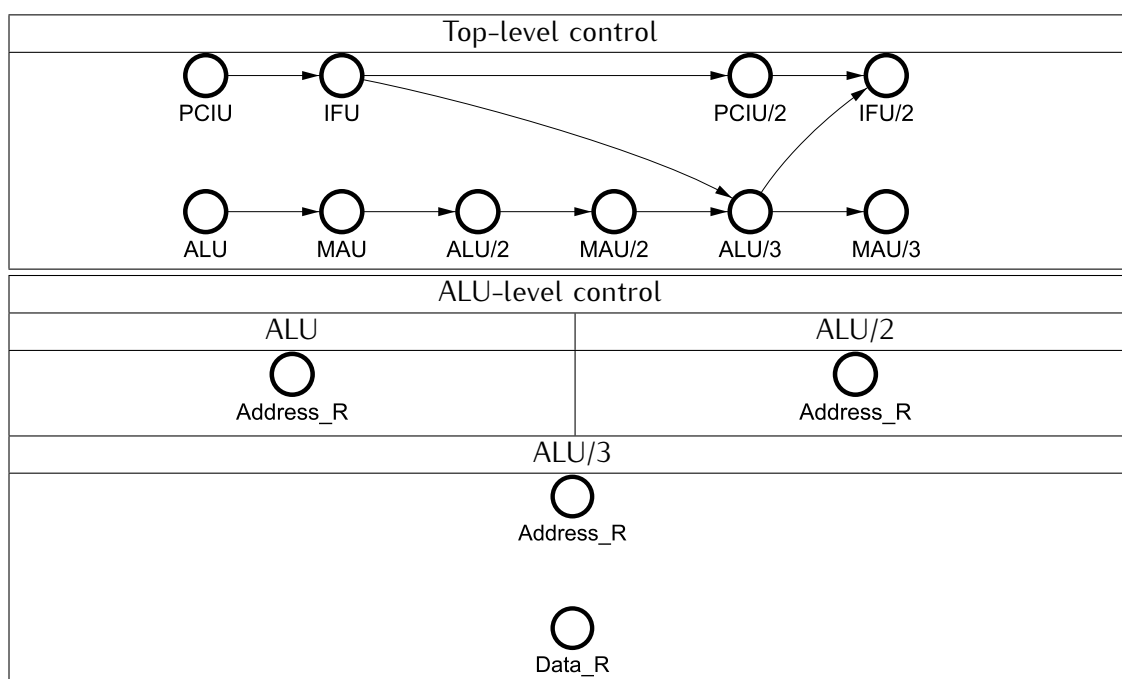 Top-level control
PCIU IFU PCIU/2 IFU/2
ALU MAU ALU/2 MAU/2 ALU/3 MAU/3
ALU-level control
ALU ALU/2
Address_R Address_R
ALU/3
Address_R
Data_R